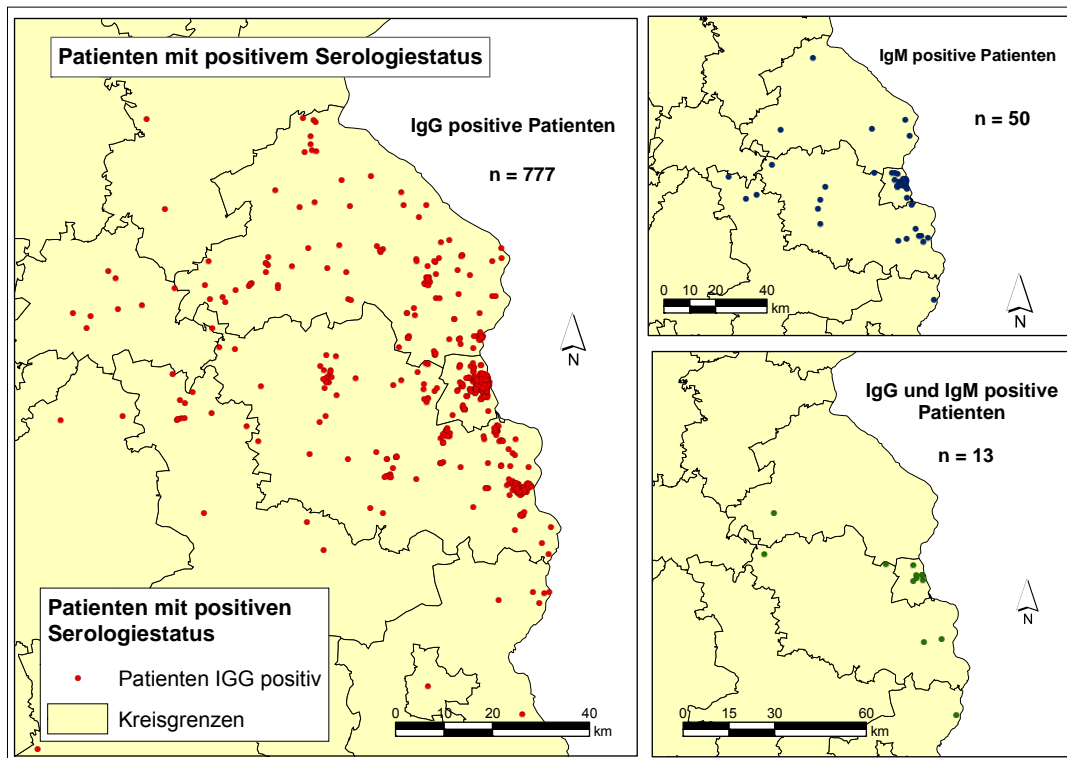 Patienten mit positivem Serologiestatus
IgG positive Patienten
n = 777
N
Patienten mit positiven
Serologiestatus
Patienten IGG positiv
Kreisgrenzen
0 10 20 40
km
IgM positive Patienten
n = 50
0 10 20 40
km
N
IgG und IgM positive
Patienten
n = 13
N
0 15 30 60
km